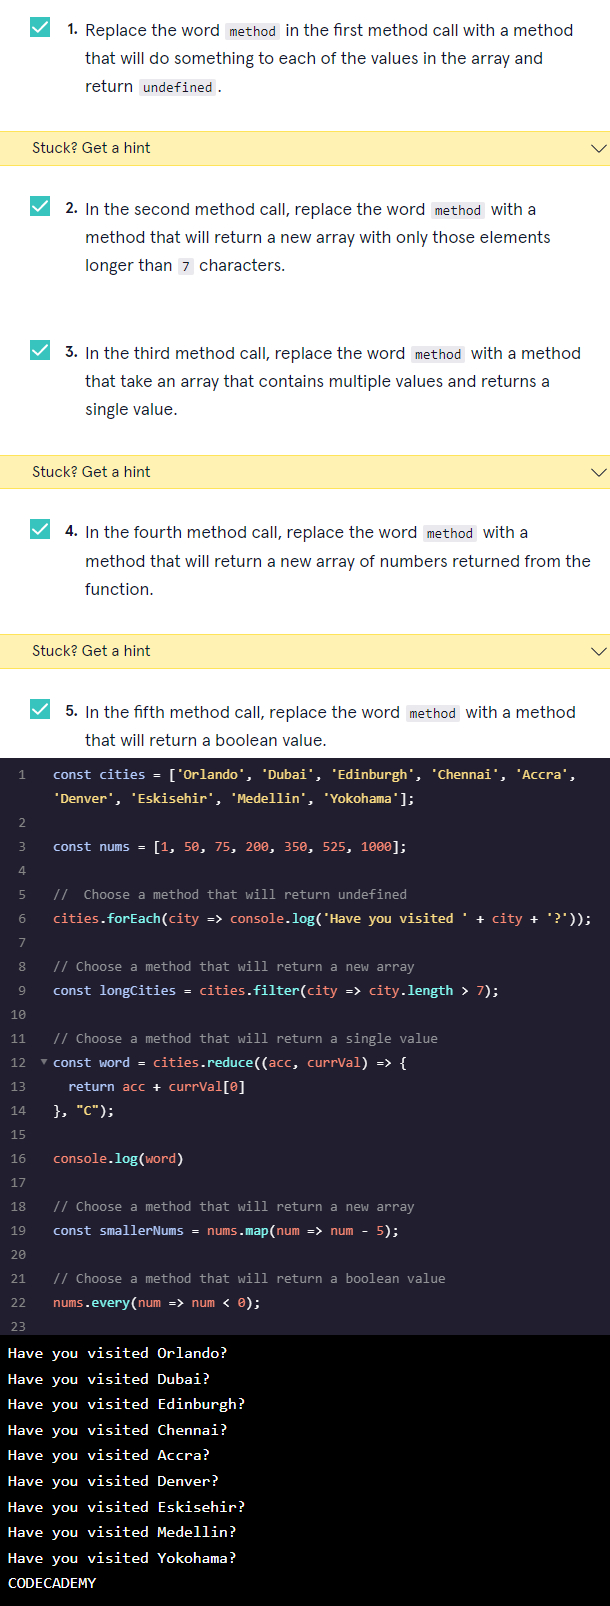 1. Replace the word method in the first method call with a method
that will do something to each of the values in the array and
return undefined.
Stuck? Get a hint
2. In the second method call, replace the word method with a
method that will return a new array with only those elements
longer than 7 characters.
3. In the third method call, replace the word method with a method
that take an array that contains multiple values and returns a
single value.
Stuck? Get a hint
4. In the fourth method call, replace the word method with a
method that will return a new array of numbers returned from the
function.
Stuck? Get a hint
5. In the fifth method call, replace the word method with a method
that will return a boolean value.
1 const cities = ['Orlando', 'Dubai', 'Edinburgh', 'Chennai', 'Accra',
'Denver', 'Eskisehir', 'Medellin', 'Yokohama'];
2
3 const nums = [1, 50, 75, 200, 350, 525, 1000];
4
5 //  Choose a method that will return undefined
6 cities.forEach(city => console.log('Have you visited ' + city + '?'));
7
8 // Choose a method that will return a new array
9 const longCities = cities.filter(city => city.length > 7);
10
11 // Choose a method that will return a single value
12 const word = cities.reduce((acc, currVal) => {
13   return acc + currVal[0]
14 }, "C");
15
16 console.log(word)
17
18 // Choose a method that will return a new array
19 const smallerNums = nums.map(num => num - 5);
20
21 // Choose a method that will return a boolean value
22 nums.every(num => num < 0);
23
Have you visited Orlando?
Have you visited Dubai?
Have you visited Edinburgh?
Have you visited Chennai?
Have you visited Accra?
Have you visited Denver?
Have you visited Eskisehir?
Have you visited Medellin?
Have you visited Yokohama?
CODECADEMY